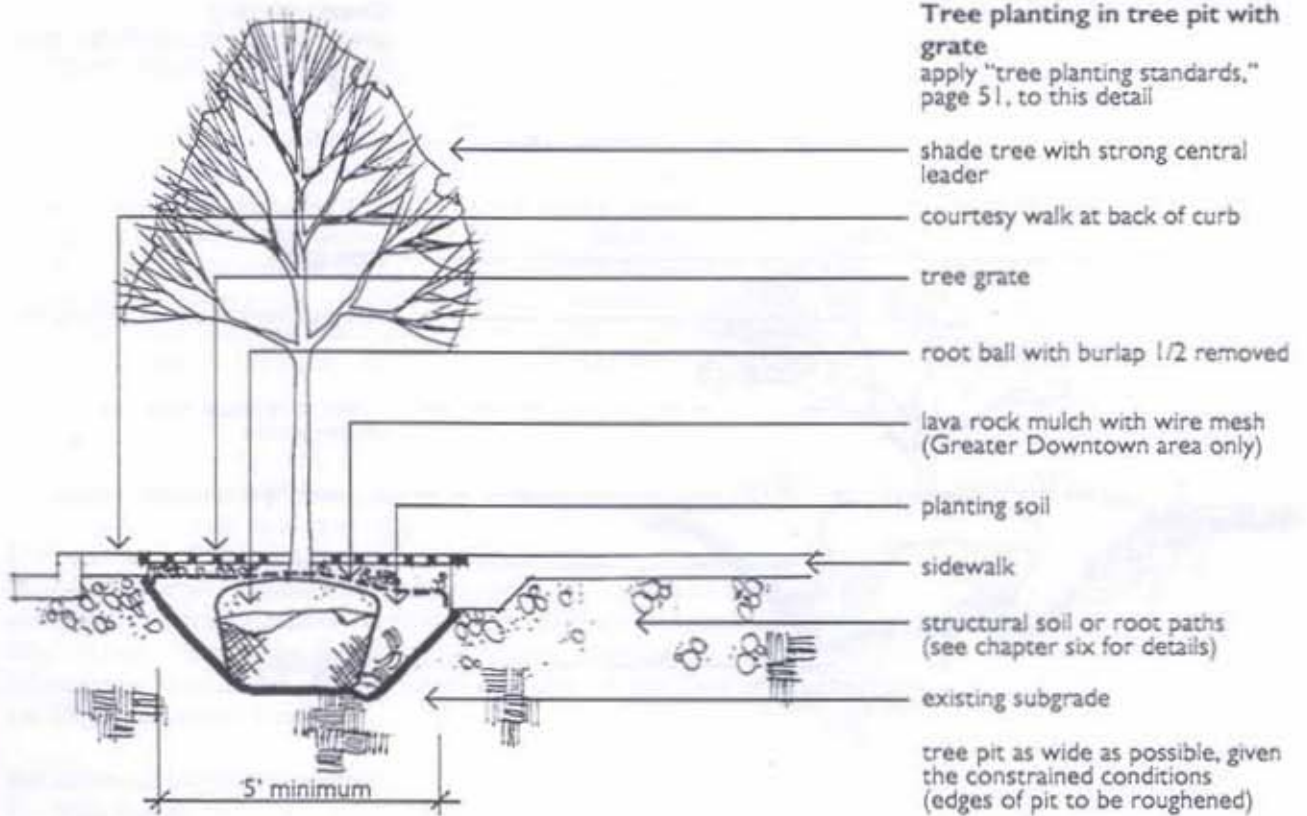 Tree planting in tree pit with
grate
apply "tree planting standards,"
page 51, to this detail
shade tree with strong central
leader
courtesy walk at back of curb
tree grate
root ball with burlap 1/2 removed
lava rock mulch with wire mesh
(Greater Downtown area only)
planting soil
sidewalk
structural soil or root paths
(see chapter six for details)
existing subgrade
tree pit as wide as possible, given
the constrained conditions
(edges of pit to be roughened)
5' minimum